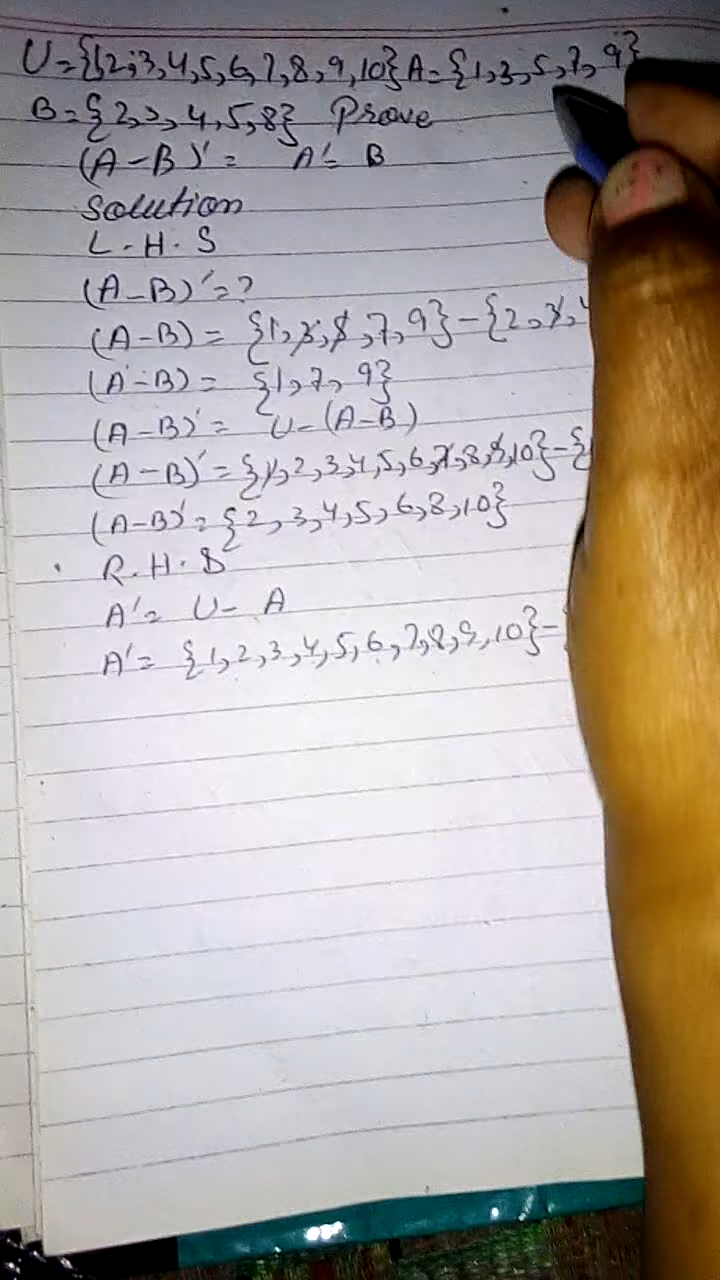 U={1,2,3,4,5,6,7,8,9,10} A={1,3,5,7,9}
B={2,3,4,5,8} Prove
(A-B)'= A'- B
Solution
L.H.S
(A-B)'=?
(A-B) = {1,3,5,7,9}-{2,3,4
(A-B) = {1,7,9}
(A-B)' = U-(A-B)
(A-B)'={1,2,3,4,5,6,7,8,9,10}-{
(A-B)'={2,3,4,5,6,8,10}
R.H.S
A'= U- A
A'= {1,2,3,4,5,6,7,8,9,10}-